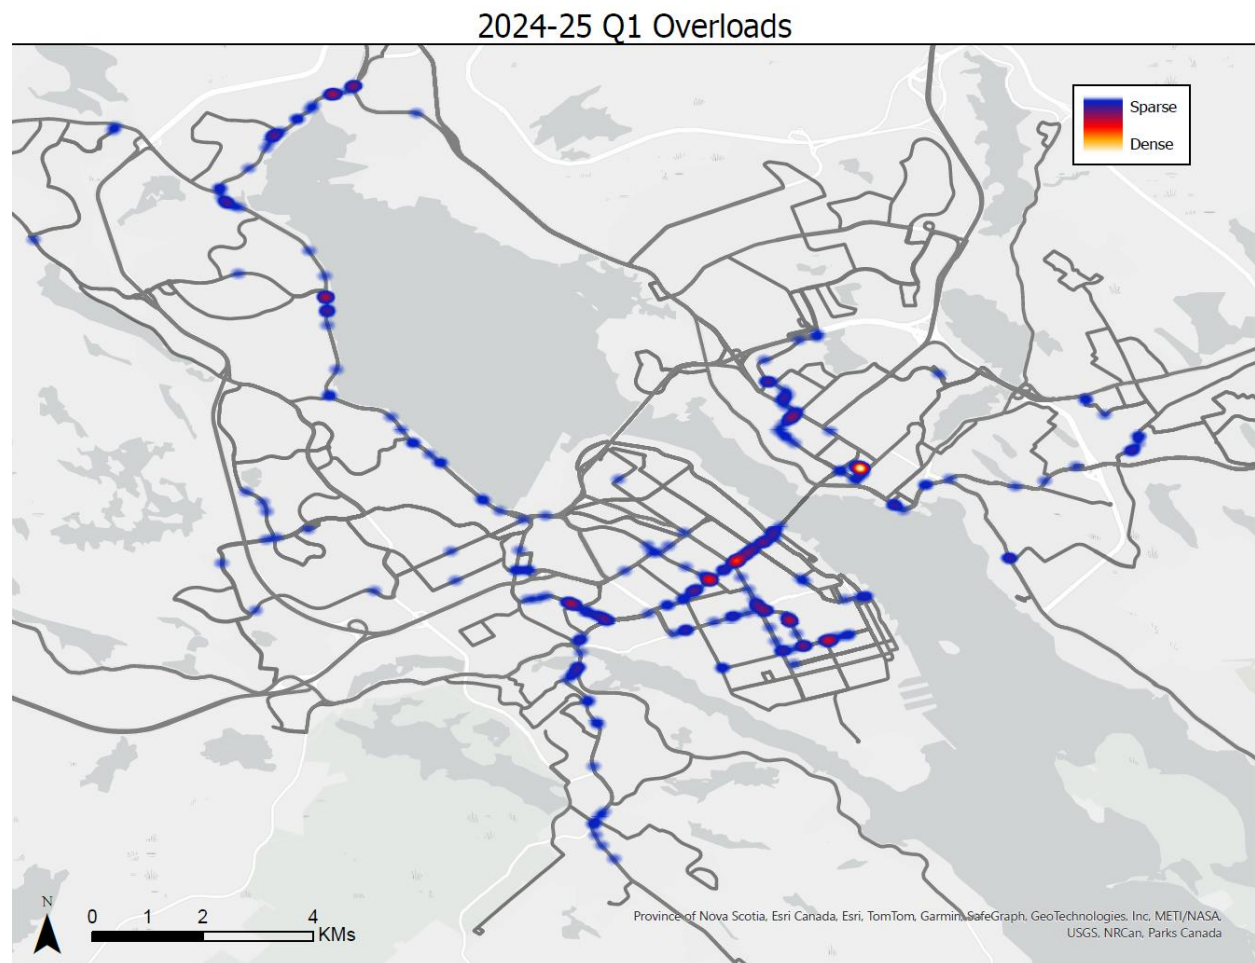 2024-25 Q1 Overloads
Sparse
Dense
N
0 1 2 4
KMs
Province of Nova Scotia, Esri Canada, Esri, TomTom, Garmin, SafeGraph, GeoTechnologies, Inc, METI/NASA,
USGS, NRCan, Parks Canada